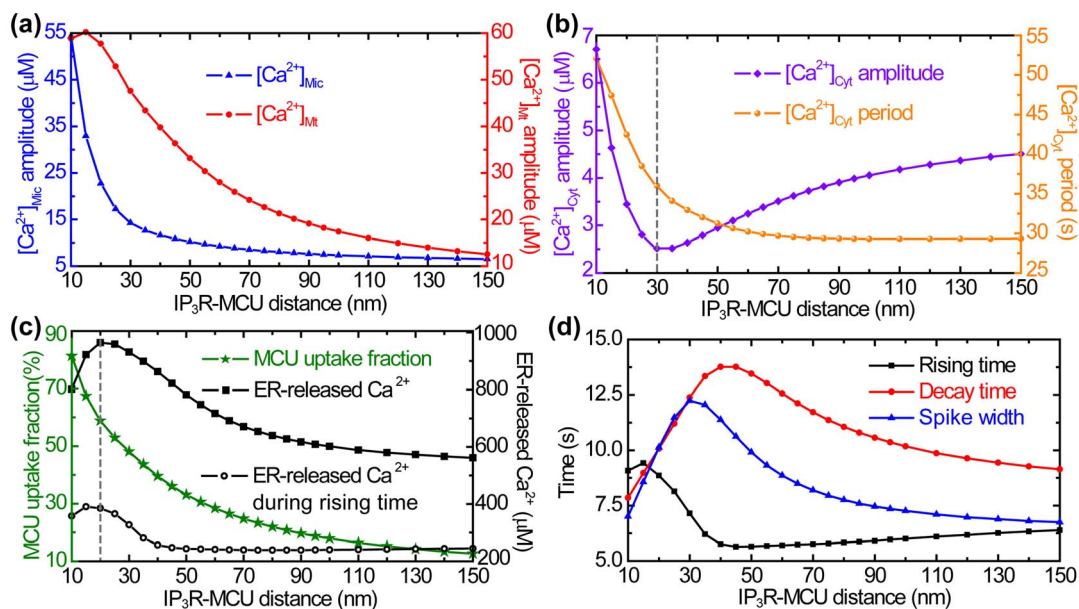 (a)
55
45
35
25
15
5
[Ca²⁺]Mic amplitude (μM)
[Ca²⁺]Mic
[Ca²⁺]Mt
60
50
40
30
20
10
[Ca²⁺]Mt amplitude (μM)
10 30 50 70 90 110 130 150
IP₃R-MCU distance (nm)
(b)
7
6
5
4
3
2
[Ca²⁺]Cyt amplitude (μM)
[Ca²⁺]Cyt amplitude
[Ca²⁺]Cyt period
55
50
45
40
35
30
25
[Ca²⁺]Cyt period (s)
10 30 50 70 90 110 130 150
IP₃R-MCU distance (nm)
(c)
90
70
50
30
10
MCU uptake fraction(%)
MCU uptake fraction
ER-released Ca²⁺
ER-released Ca²⁺
during rising time
1000
800
600
400
200
ER-released Ca²⁺
(μM)
10 30 50 70 90 110 130 150
IP₃R-MCU distance (nm)
(d)
15.0
12.5
10.0
7.5
5.0
Time (s)
Rising time
Decay time
Spike width
10 30 50 70 90 110 130 150
IP₃R-MCU distance (nm)